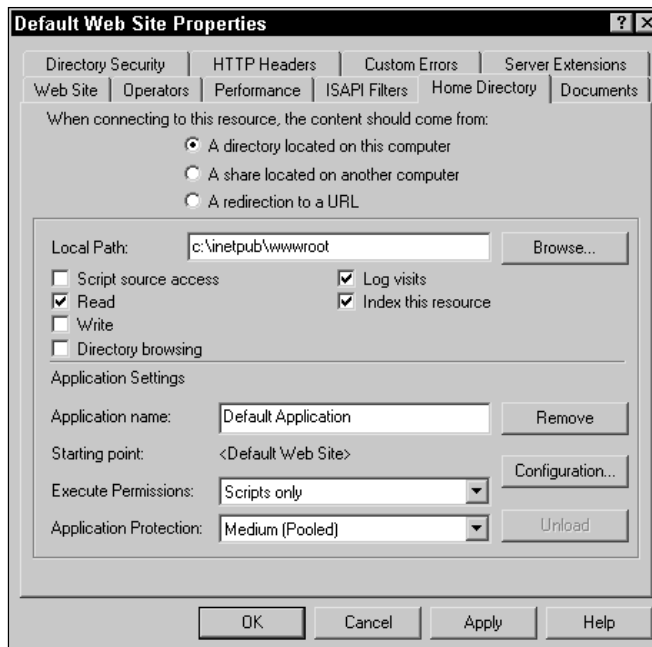 Default Web Site Properties
Directory Security HTTP Headers Custom Errors Server Extensions
Web Site Operators Performance ISAPI Filters Home Directory Documents
When connecting to this resource, the content should come from:
A directory located on this computer
A share located on another computer
A redirection to a URL
Local Path: c:\inetpub\wwwroot Browse...
Script source access Log visits
Read Index this resource
Write
Directory browsing
Application Settings
Application name: Default Application Remove
Starting point: <Default Web Site>
Configuration...
Execute Permissions: Scripts only
Application Protection: Medium (Pooled) Unload
OK Cancel Apply Help